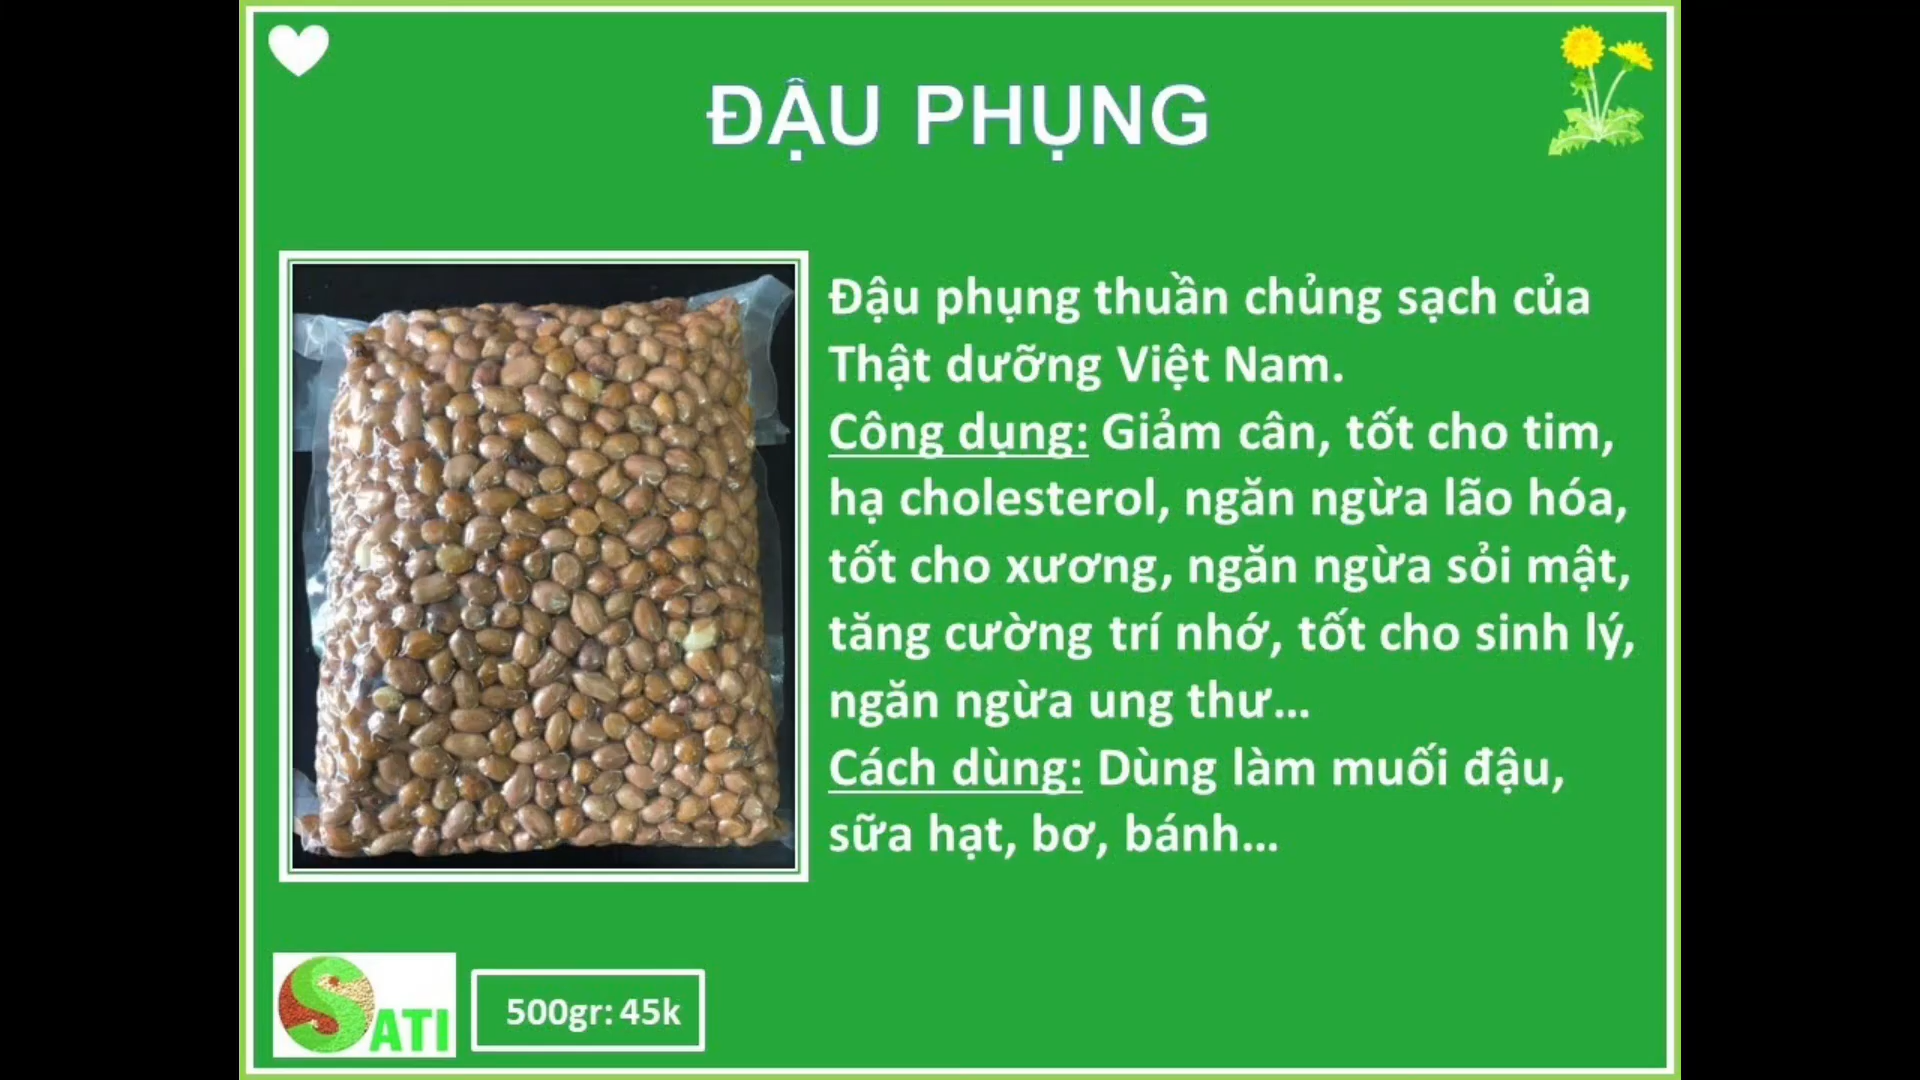 ĐẬU PHỤNG
Đậu phụng thuần chủng sạch của
Thật dưỡng Việt Nam.
Công dụng: Giảm cân, tốt cho tim,
hạ cholesterol, ngăn ngừa lão hóa,
tốt cho xương, ngăn ngừa sỏi mật,
tăng cường trí nhớ, tốt cho sinh lý,
ngăn ngừa ung thư...
Cách dùng: Dùng làm muối đậu,
sữa hạt, bơ, bánh...
SATI
500gr: 45k